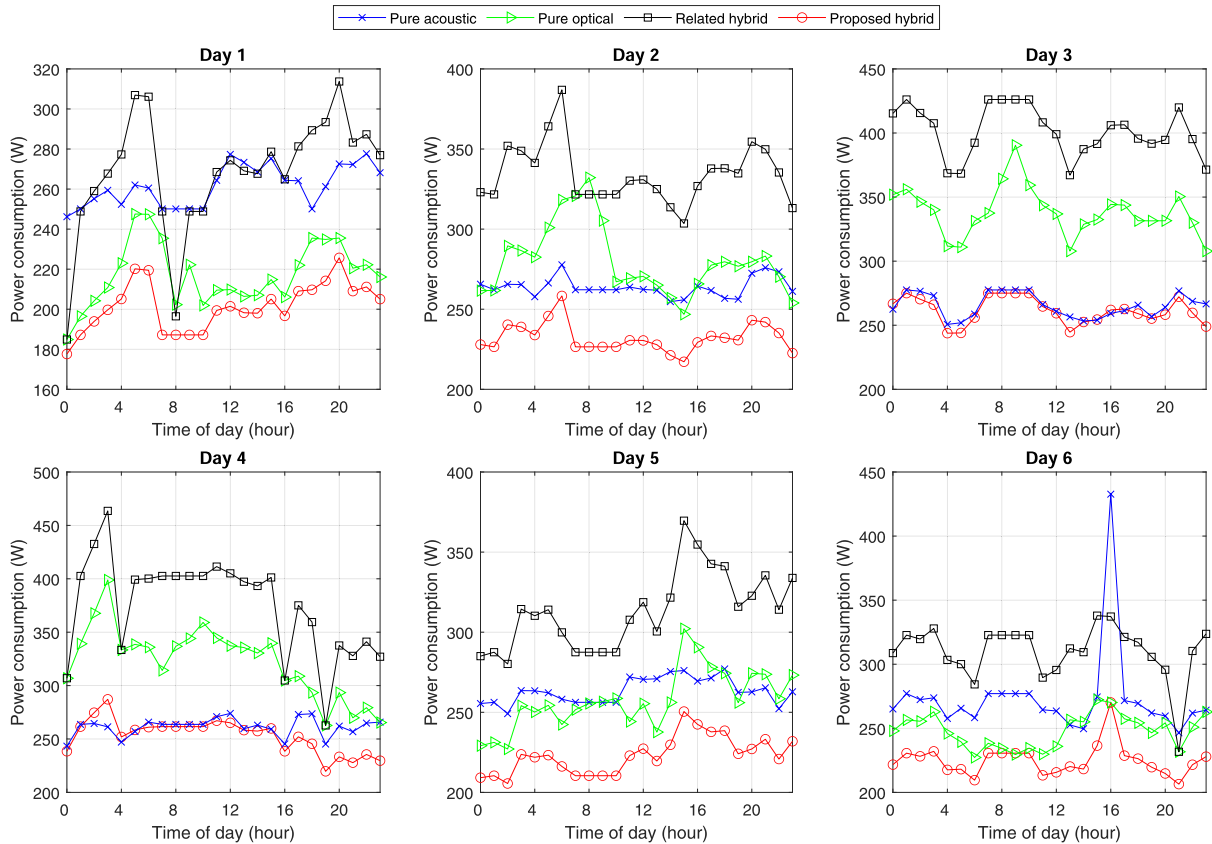 Pure acoustic Pure optical Related hybrid Proposed hybrid
Day 1
Power consumption (W)
320
300
280
260
240
220
200
180
160
0 4 8 12 16 20
Time of day (hour)
Day 2
Power consumption (W)
400
350
300
250
200
0 4 8 12 16 20
Time of day (hour)
Day 3
Power consumption (W)
450
400
350
300
250
200
0 4 8 12 16 20
Time of day (hour)
Day 4
Power consumption (W)
500
450
400
350
300
250
200
0 4 8 12 16 20
Time of day (hour)
Day 5
Power consumption (W)
400
350
300
250
200
0 4 8 12 16 20
Time of day (hour)
Day 6
Power consumption (W)
450
400
350
300
250
200
0 4 8 12 16 20
Time of day (hour)